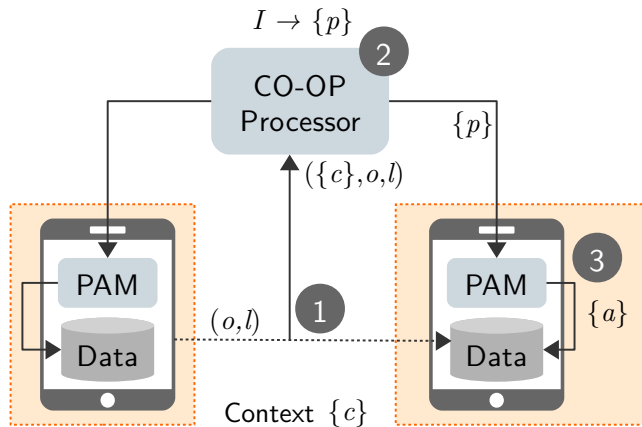 I → {p}
2
CO-OP
Processor
{p}
({c},o,l)
3
PAM
PAM
1
(o,l)
{a}
Data
Data
Context {c}